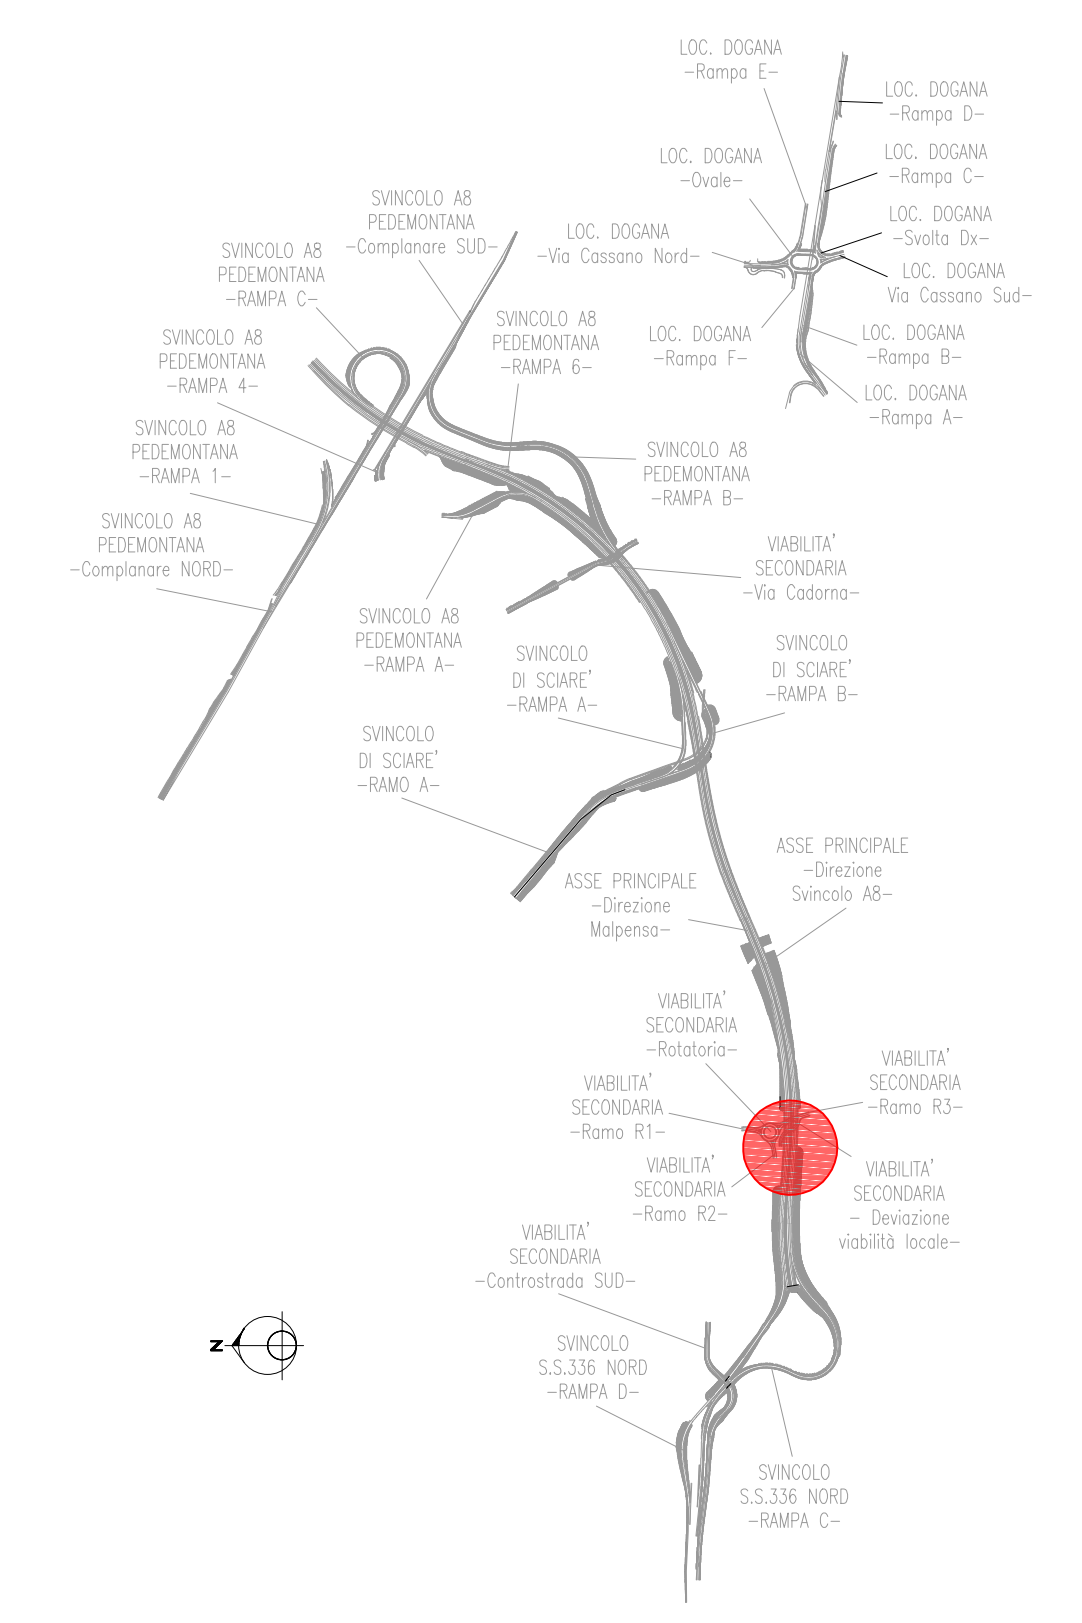 LOC. DOGANA
-Rampa E-
LOC. DOGANA
-Rampa D-
LOC. DOGANA
-Ovale-
LOC. DOGANA
-Rampa C-
SVINCOLO A8
PEDEMONTANA
-Complanare SUD-
LOC. DOGANA
-Via Cassano Nord-
LOC. DOGANA
-Svolta Dx-
SVINCOLO A8
PEDEMONTANA
-RAMPA C-
LOC. DOGANA
Via Cassano Sud-
SVINCOLO A8
PEDEMONTANA
-RAMPA 4-
SVINCOLO A8
PEDEMONTANA
-RAMPA 6-
LOC. DOGANA
-Rampa F-
LOC. DOGANA
-Rampa B-
LOC. DOGANA
-Rampa A-
SVINCOLO A8
PEDEMONTANA
-RAMPA 1-
SVINCOLO A8
PEDEMONTANA
-RAMPA B-
SVINCOLO A8
PEDEMONTANA
-Complanare NORD-
VIABILITA'
SECONDARIA
-Via Cadorna-
SVINCOLO A8
PEDEMONTANA
-RAMPA A-
SVINCOLO
DI SCIARE'
-RAMPA A-
SVINCOLO
DI SCIARE'
-RAMPA B-
SVINCOLO
DI SCIARE'
-RAMO A-
ASSE PRINCIPALE
-Direzione
Svincolo A8-
ASSE PRINCIPALE
-Direzione
Malpensa-
VIABILITA'
SECONDARIA
-Rotatoria-
VIABILITA'
SECONDARIA
-Ramo R3-
VIABILITA'
SECONDARIA
-Ramo R1-
VIABILITA'
SECONDARIA
-Ramo R2-
VIABILITA'
SECONDARIA
- Deviazione
viabilità locale-
VIABILITA'
SECONDARIA
-Controstrada SUD-
N
SVINCOLO
S.S.336 NORD
-RAMPA D-
SVINCOLO
S.S.336 NORD
-RAMPA C-